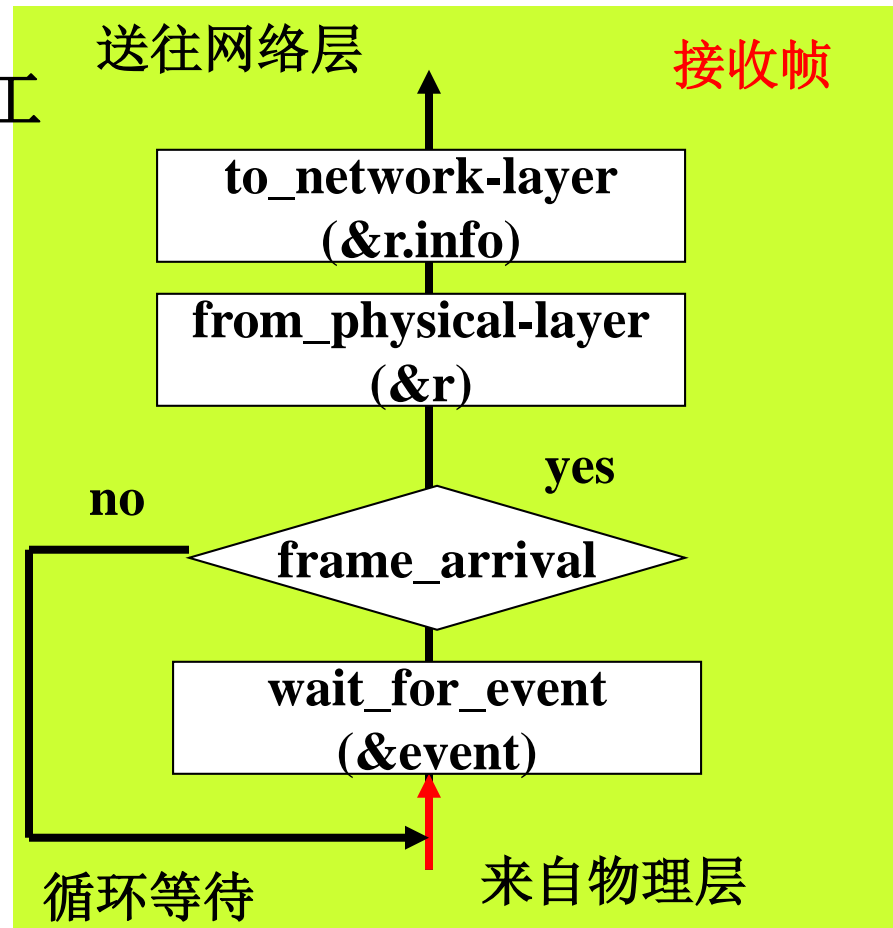 送往网络层
接收帧
工
to_network-layer
(&r.info)
from_physical-layer
(&r)
yes
no
frame_arrival
wait_for_event
(&event)
来自物理层
循环等待